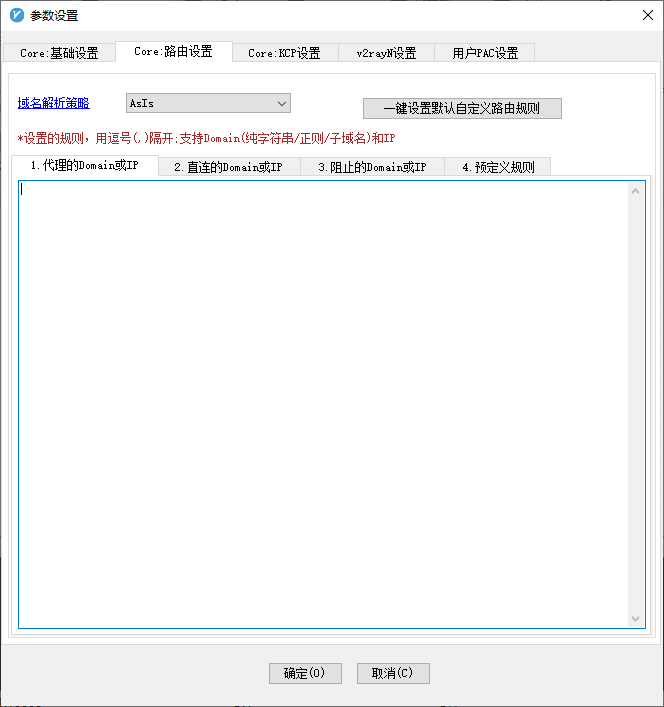 参数设置
Core:基础设置 Core:路由设置 Core:KCP设置 v2rayN设置 用户PAC设置
域名解析策略 AsIs 一键设置默认自定义路由规则
*设置的规则，用逗号(,)隔开;支持Domain(纯字符串/正则/子域名)和IP
1.代理的Domain或IP 2.直连的Domain或IP 3.阻止的Domain或IP 4.预定义规则
确定(O) 取消(C)